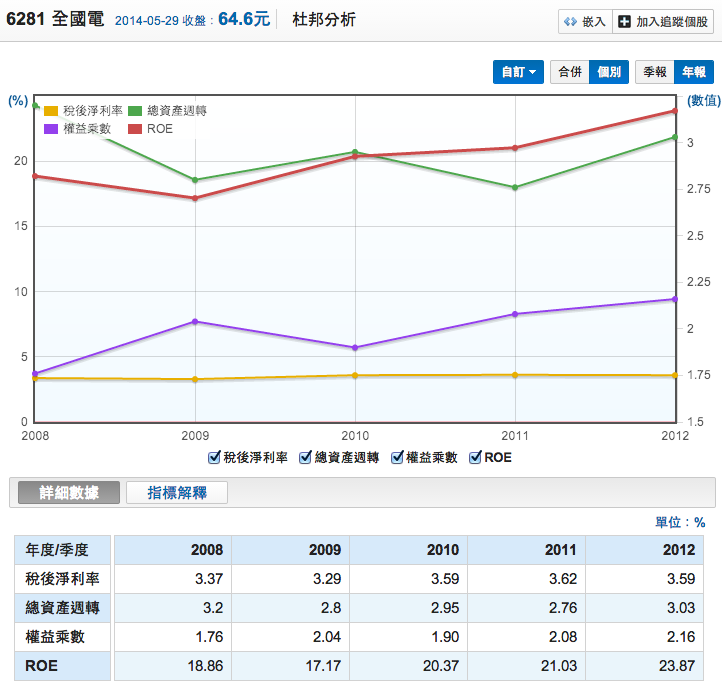 6281 全國電 2014-05-29 收盤：64.6元 杜邦分析 嵌入 加入追蹤個股
自訂 合併 個別 季報 年報
(%) (數值)
稅後淨利率 總資產週轉
權益乘數 ROE
20
15
10
5
0
3
2.75
2.5
2.25
2
1.75
1.5
2008 2009 2010 2011 2012
稅後淨利率 總資產週轉 權益乘數 ROE
詳細數據 指標解釋
單位：%
年度/季度 2008 2009 2010 2011 2012
稅後淨利率 3.37 3.29 3.59 3.62 3.59
總資產週轉 3.2 2.8 2.95 2.76 3.03
權益乘數 1.76 2.04 1.90 2.08 2.16
ROE 18.86 17.17 20.37 21.03 23.87